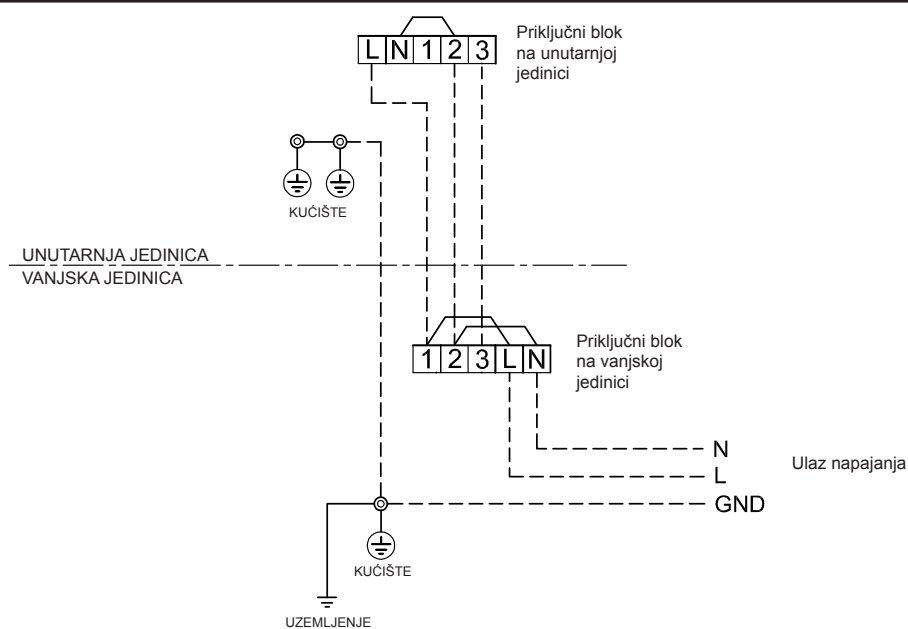 L N 1 2 3
Priključni blok
na unutarnjoj
jedinici
KUĆIŠTE
UNUTARNJA JEDINICA
VANJSKA JEDINICA
1 2 3 L N
Priključni blok
na vanjskoj
jedinici
N
L
GND
Ulaz napajanja
KUĆIŠTE
UZEMLJENJE